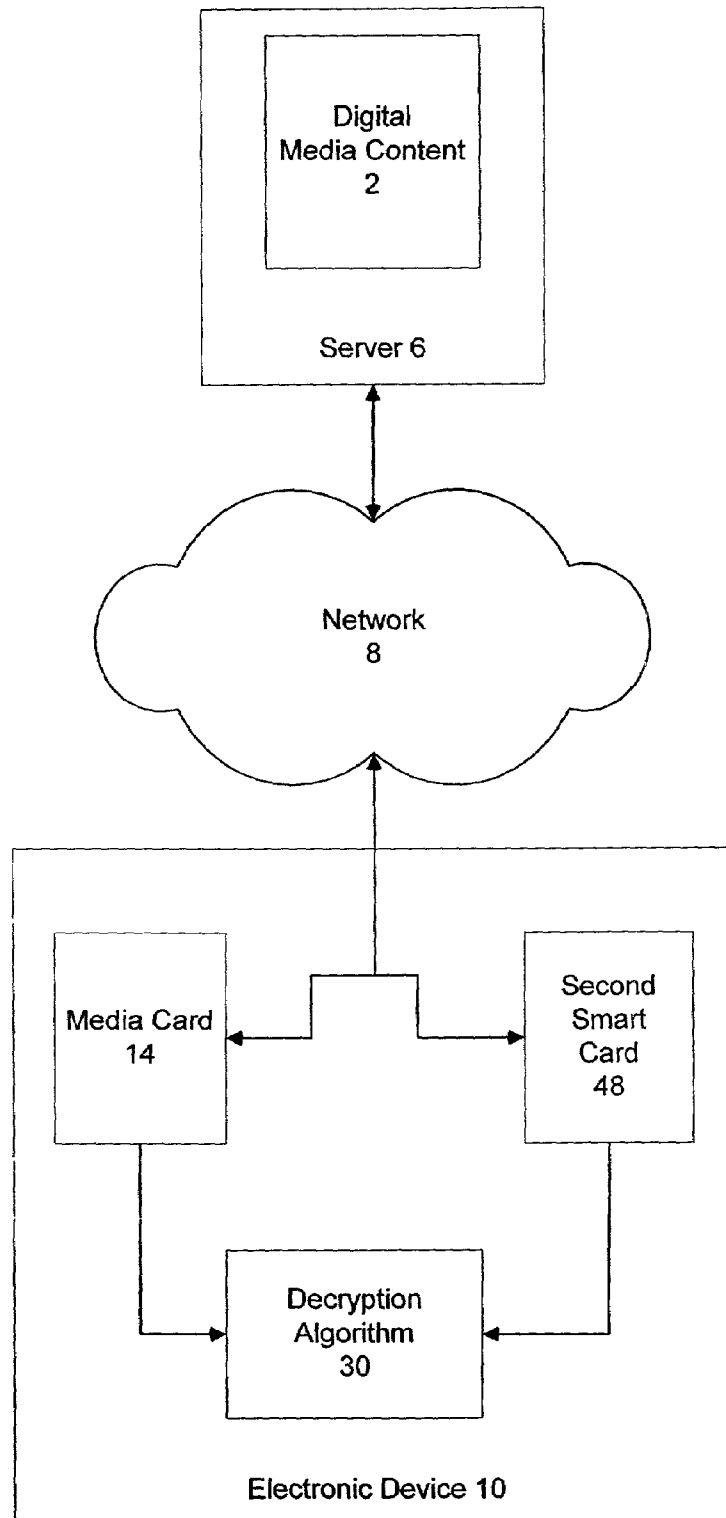 Digital
Media Content
2
Server 6
Network
8
Media Card
14
Second
Smart
Card
48
Decryption
Algorithm
30
Electronic Device 10